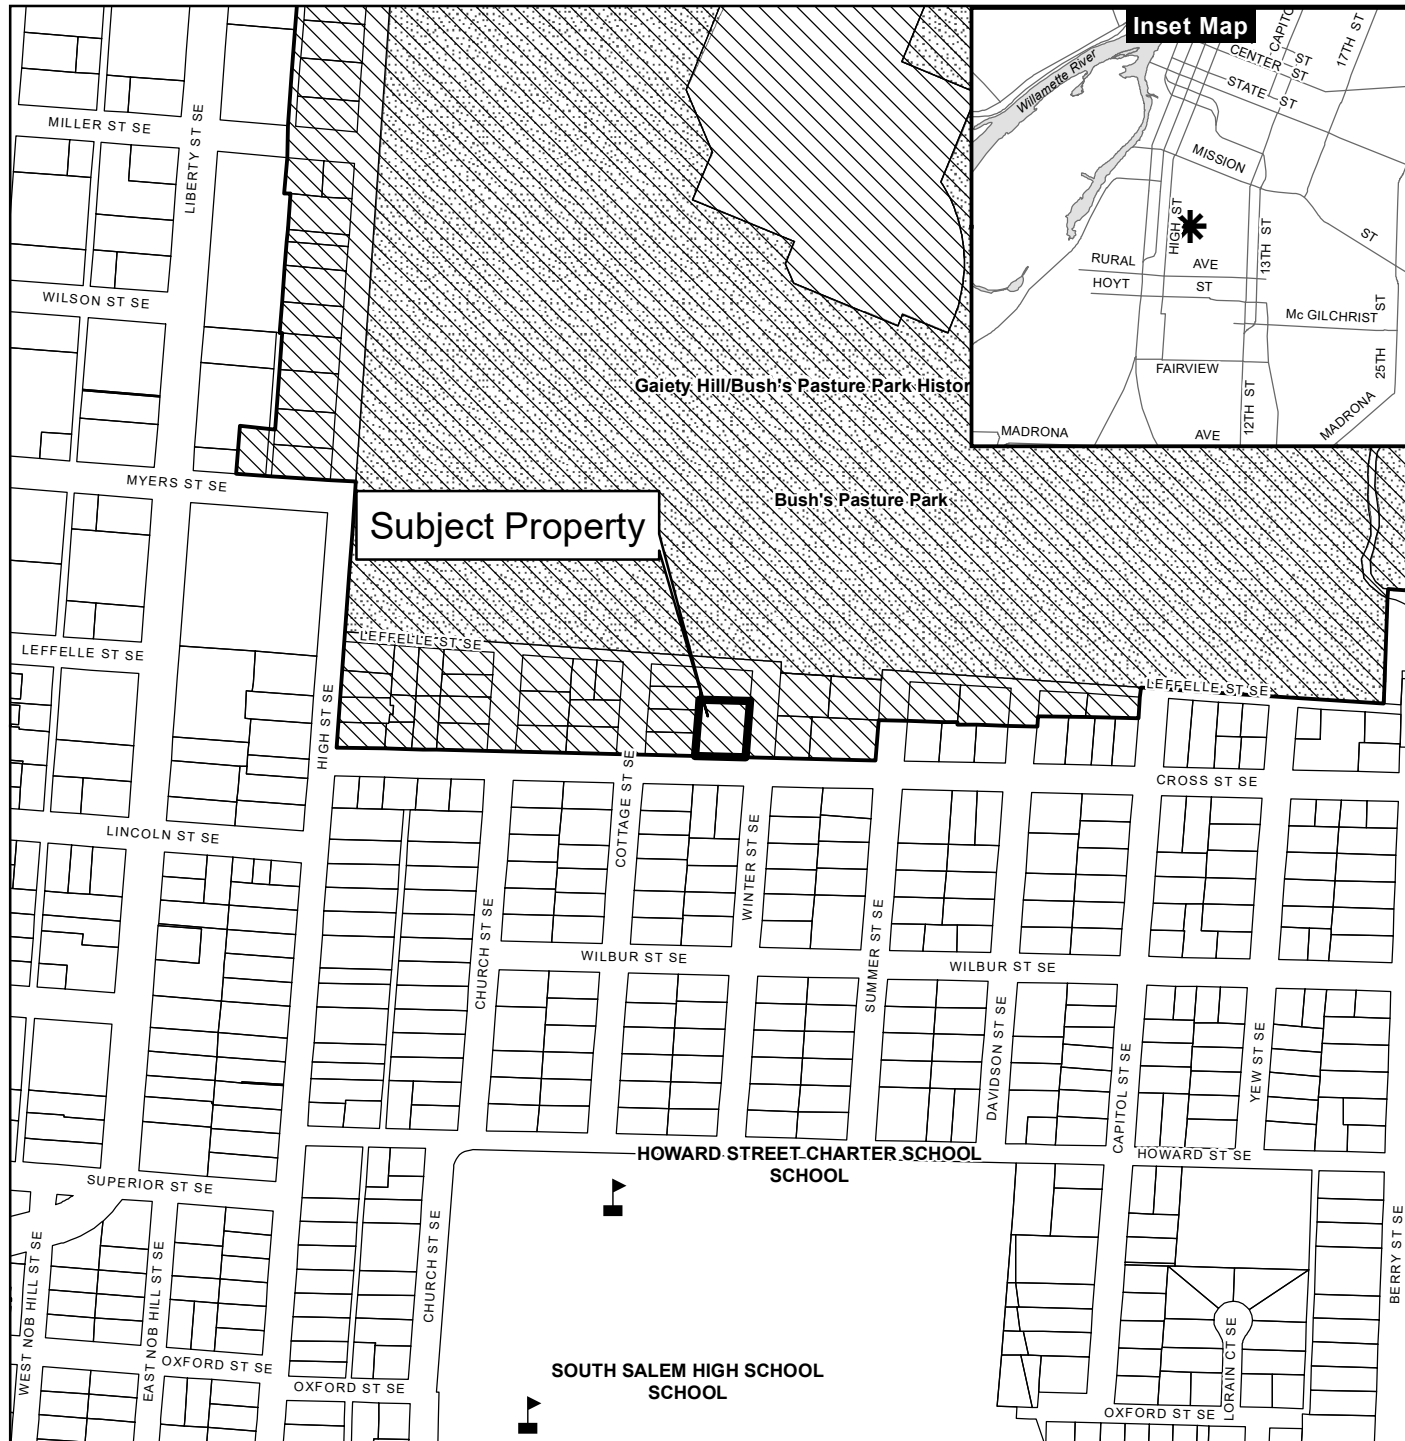 Inset Map
CAPITO
ST
17TH ST
CENTER ST
STATE ST
Willamette River
MISSION
ST
HIGH ST
13TH ST
RURAL AVE
HOYT ST
Mc GILCHRIST ST
25TH
FAIRVIEW
12TH ST
MADRONA AVE
MADRONA
MILLER ST SE
LIBERTY ST SE
WILSON ST SE
Gaiety Hill/Bush's Pasture Park Histor
MYERS ST SE
Bush's Pasture Park
Subject Property
LEFFELLE ST SE
LEFFELLE ST SE
LEFFELLE ST SE
HIGH ST SE
COTTAGE ST SE
CROSS ST SE
LINCOLN ST SE
WINTER ST SE
CHURCH ST SE
SUMMER ST SE
WILBUR ST SE
WILBUR ST SE
DAVIDSON ST SE
CAPITOL ST SE
YEW ST SE
HOWARD STREET CHARTER SCHOOL
SCHOOL
HOWARD ST SE
SUPERIOR ST SE
WEST NOB HILL ST SE
EAST NOB HILL ST SE
CHURCH ST SE
BERRY ST SE
LORAIN CT SE
OXFORD ST SE
OXFORD ST SE
SOUTH SALEM HIGH SCHOOL
SCHOOL
OXFORD ST SE